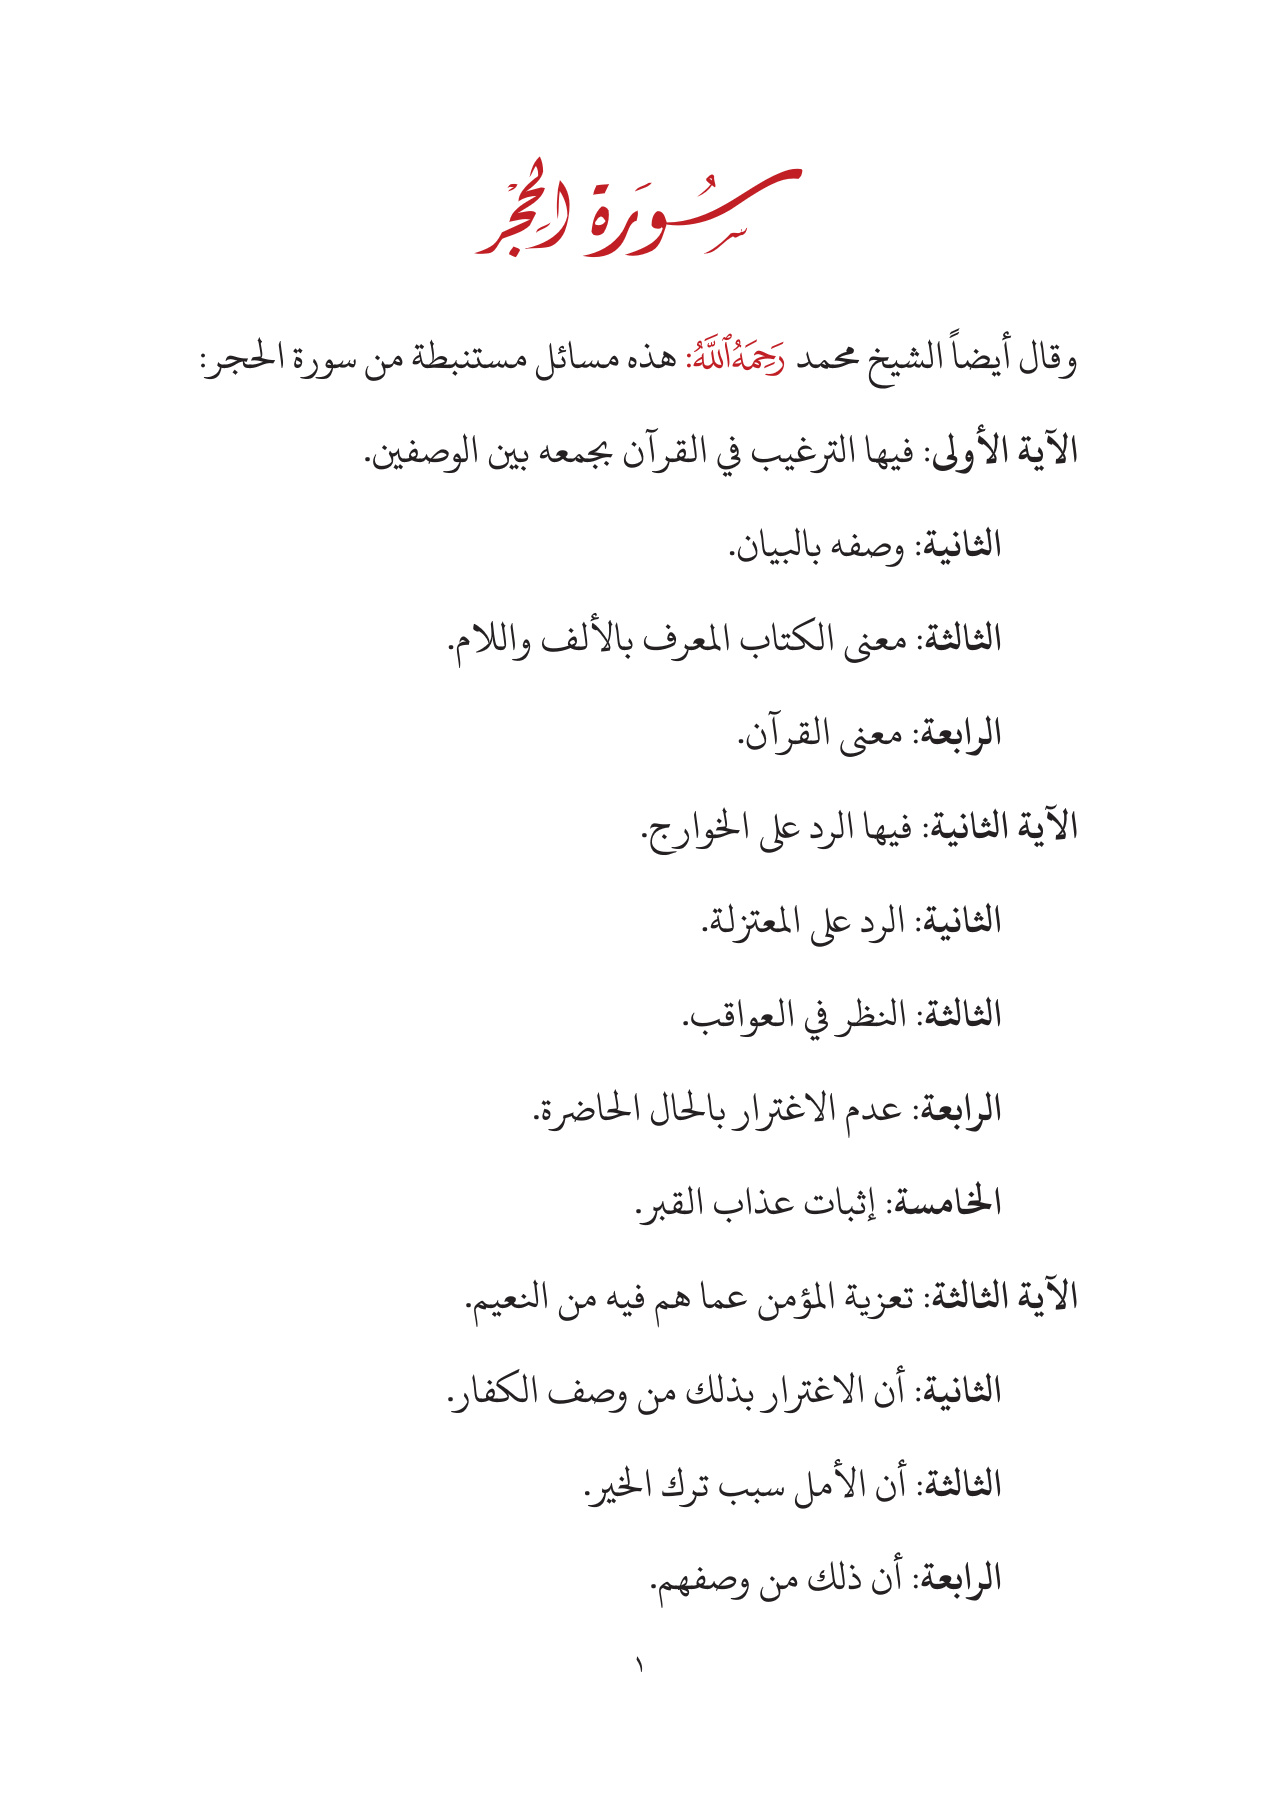 سُورَة الحِجْر
وقال أيضاً الشيخ محمد رَحِمَهُ ٱللَّهُ: هذه مسائل مستنبطة من سورة الحجر:
الآية الأولى: فيها الترغيب في القرآن بجمعه بين الوصفين.
الثانية: وصفه بالبيان.
الثالثة: معنى الكتاب المعرف بالألف واللام.
الرابعة: معنى القرآن.
الآية الثانية: فيها الرد على الخوارج.
الثانية: الرد على المعتزلة.
الثالثة: النظر في العواقب.
الرابعة: عدم الاغترار بالحال الحاضرة.
الخامسة: إثبات عذاب القبر.
الآية الثالثة: تعزية المؤمن عما هم فيه من النعيم.
الثانية: أن الاغترار بذلك من وصف الكفار.
الثالثة: أن الأمل سبب ترك الخير.
الرابعة: أن ذلك من وصفهم.
١